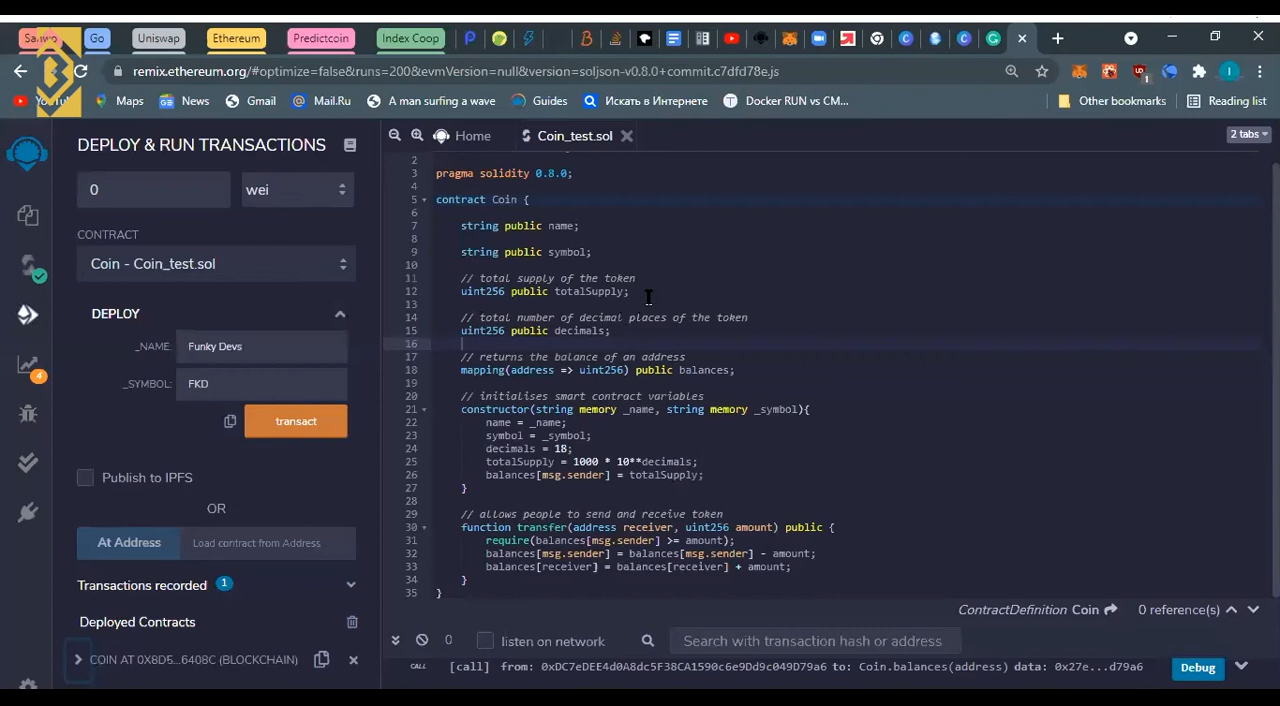 Go
Uniswap
Ethereum
Predictcoin
Index Coop
remix.ethereum.org/#optimize=false&runs=200&evmVersion=null&version=soljson-v0.8.0+commit.c7dfd78e.js
Maps
News
Gmail
Mail.Ru
A man surfing a wave
Guides
Искать в Интернете
Docker RUN vs CM...
Other bookmarks
Reading list
DEPLOY & RUN TRANSACTIONS
0
wei
CONTRACT
Coin - Coin_test.sol
DEPLOY
_NAME: Funky Devs
_SYMBOL: FKD
transact
Publish to IPFS
OR
At Address Load contract from Address
Transactions recorded 1
Deployed Contracts
COIN AT 0X8D5...6408C (BLOCKCHAIN)
4
Home
Coin_test.sol
2 tabs
2
3 pragma solidity 0.8.0;
4
5 contract Coin {
6
7 string public name;
8
9 string public symbol;
10
11 // total supply of the token
12 uint256 public totalSupply;
13
14 // total number of decimal places of the token
15 uint256 public decimals;
16
17 // returns the balance of an address
18 mapping(address => uint256) public balances;
19
20 // initialises smart contract variables
21 constructor(string memory _name, string memory _symbol){
22 name = _name;
23 symbol = _symbol;
24 decimals = 18;
25 totalSupply = 1000 * 10**decimals;
26 balances[msg.sender] = totalSupply;
27 }
28
29 // allows people to send and receive token
30 function transfer(address receiver, uint256 amount) public {
31 require(balances[msg.sender] >= amount);
32 balances[msg.sender] = balances[msg.sender] - amount;
33 balances[receiver] = balances[receiver] + amount;
34 }
35 }
ContractDefinition Coin 0 reference(s)
0 listen on network Search with transaction hash or address
CALL [call] from: 0xDC7eDEE4d0A8dc5F38CA1590c6e9Dd9c049D79a6 to: Coin.balances(address) data: 0x27e...d79a6 Debug